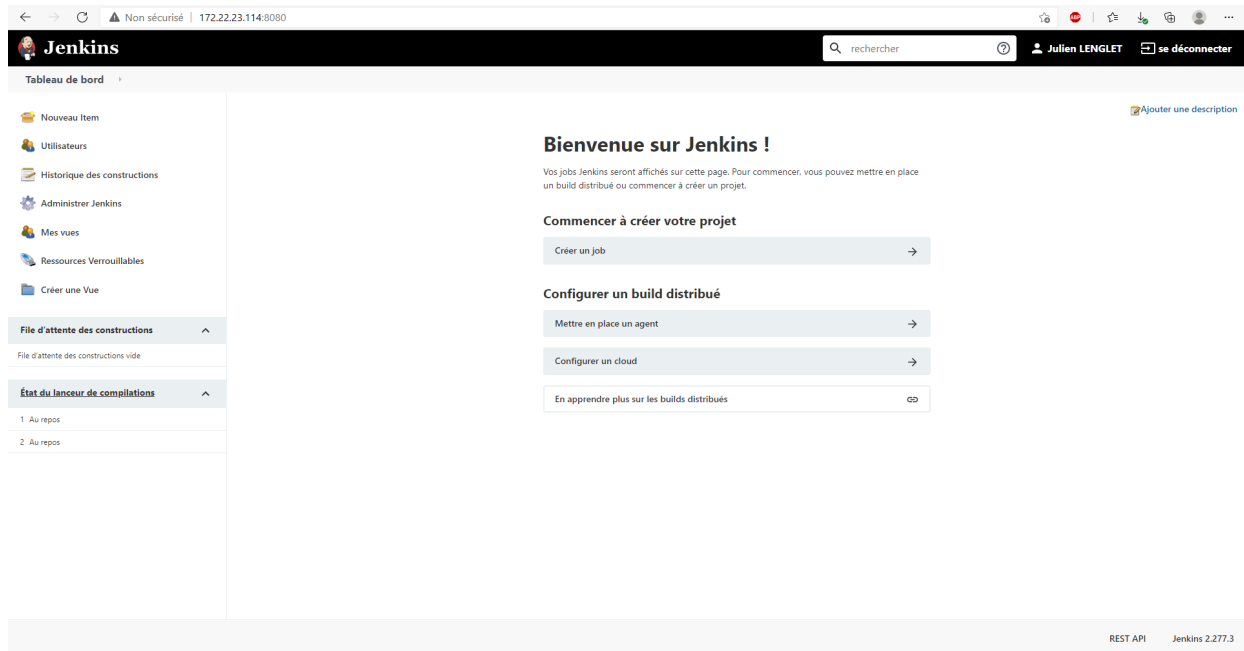 Non sécurisé | 172.22.23.114:8080
ABP
Jenkins
rechercher
Julien LENGLET
se déconnecter
Tableau de bord
Ajouter une description
Nouveau Item
Utilisateurs
Historique des constructions
Administrer Jenkins
Mes vues
Ressources Verrouillables
Créer une Vue
File d'attente des constructions
File d'attente des constructions vide
État du lanceur de compilations
1 Au repos
2 Au repos
Bienvenue sur Jenkins !
Vos jobs Jenkins seront affichés sur cette page. Pour commencer, vous pouvez mettre en place
un build distribué ou commencer à créer un projet.
Commencer à créer votre projet
Créer un job
Configurer un build distribué
Mettre en place un agent
Configurer un cloud
En apprendre plus sur les builds distribués
REST API
Jenkins 2.277.3